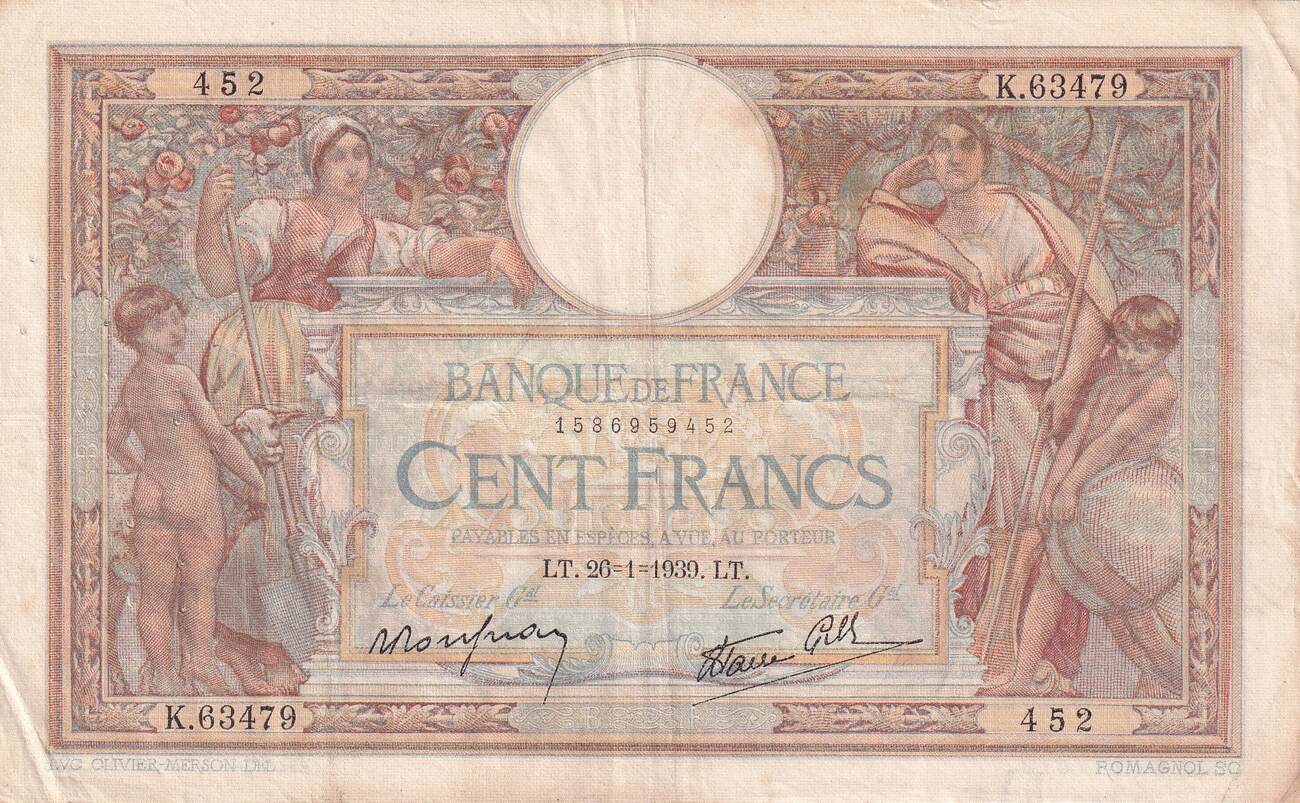 452 K.63479
BANQUE DE FRANCE
1586959452
CENT FRANCS
PAYABLES EN ESPÈCES, A VUE, AU PORTEUR
LT. 26=1=1939. LT.
Le Caissier Gal Le Secrétaire Gal
K.63479 452
LVC OLIVIER-MERSON DEL ROMAGNOL SC